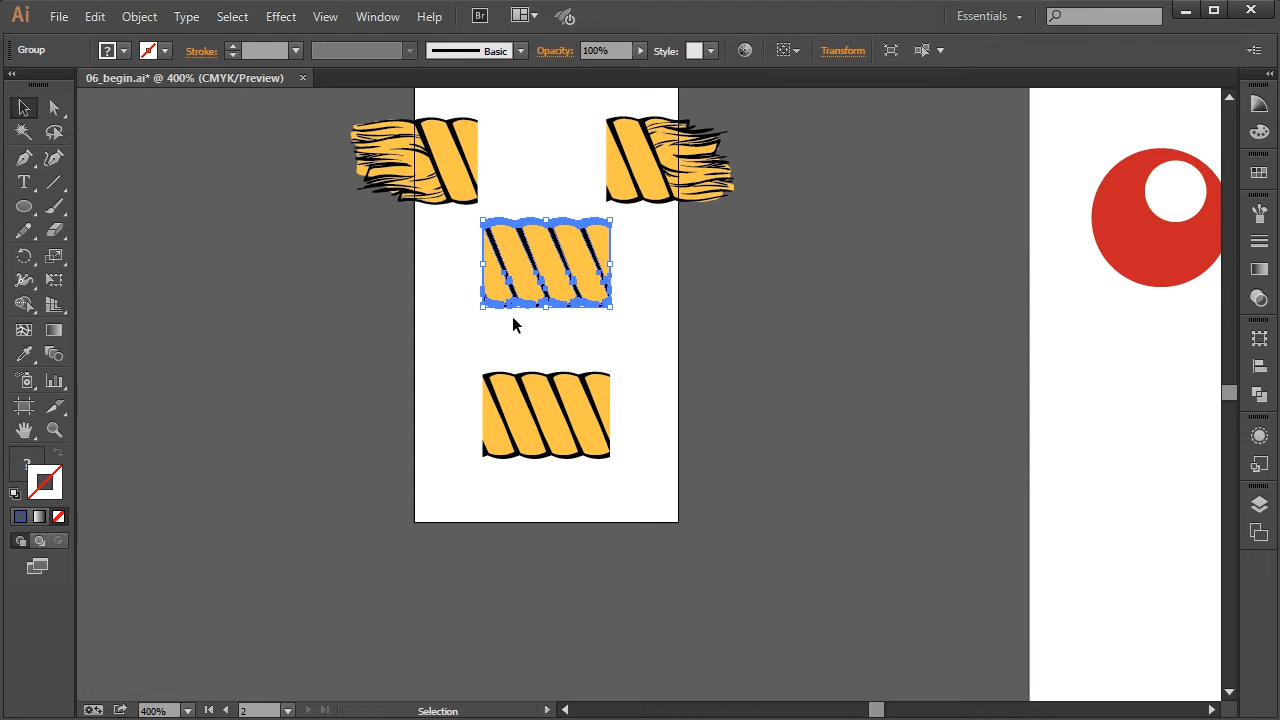 Ai File Edit Object Type Select Effect View Window Help Br Essentials
Group Stroke: Basic Opacity: 100% Style: Transform
06_begin.ai* @ 400% (CMYK/Preview) ×
T
?
400% 2 Selection